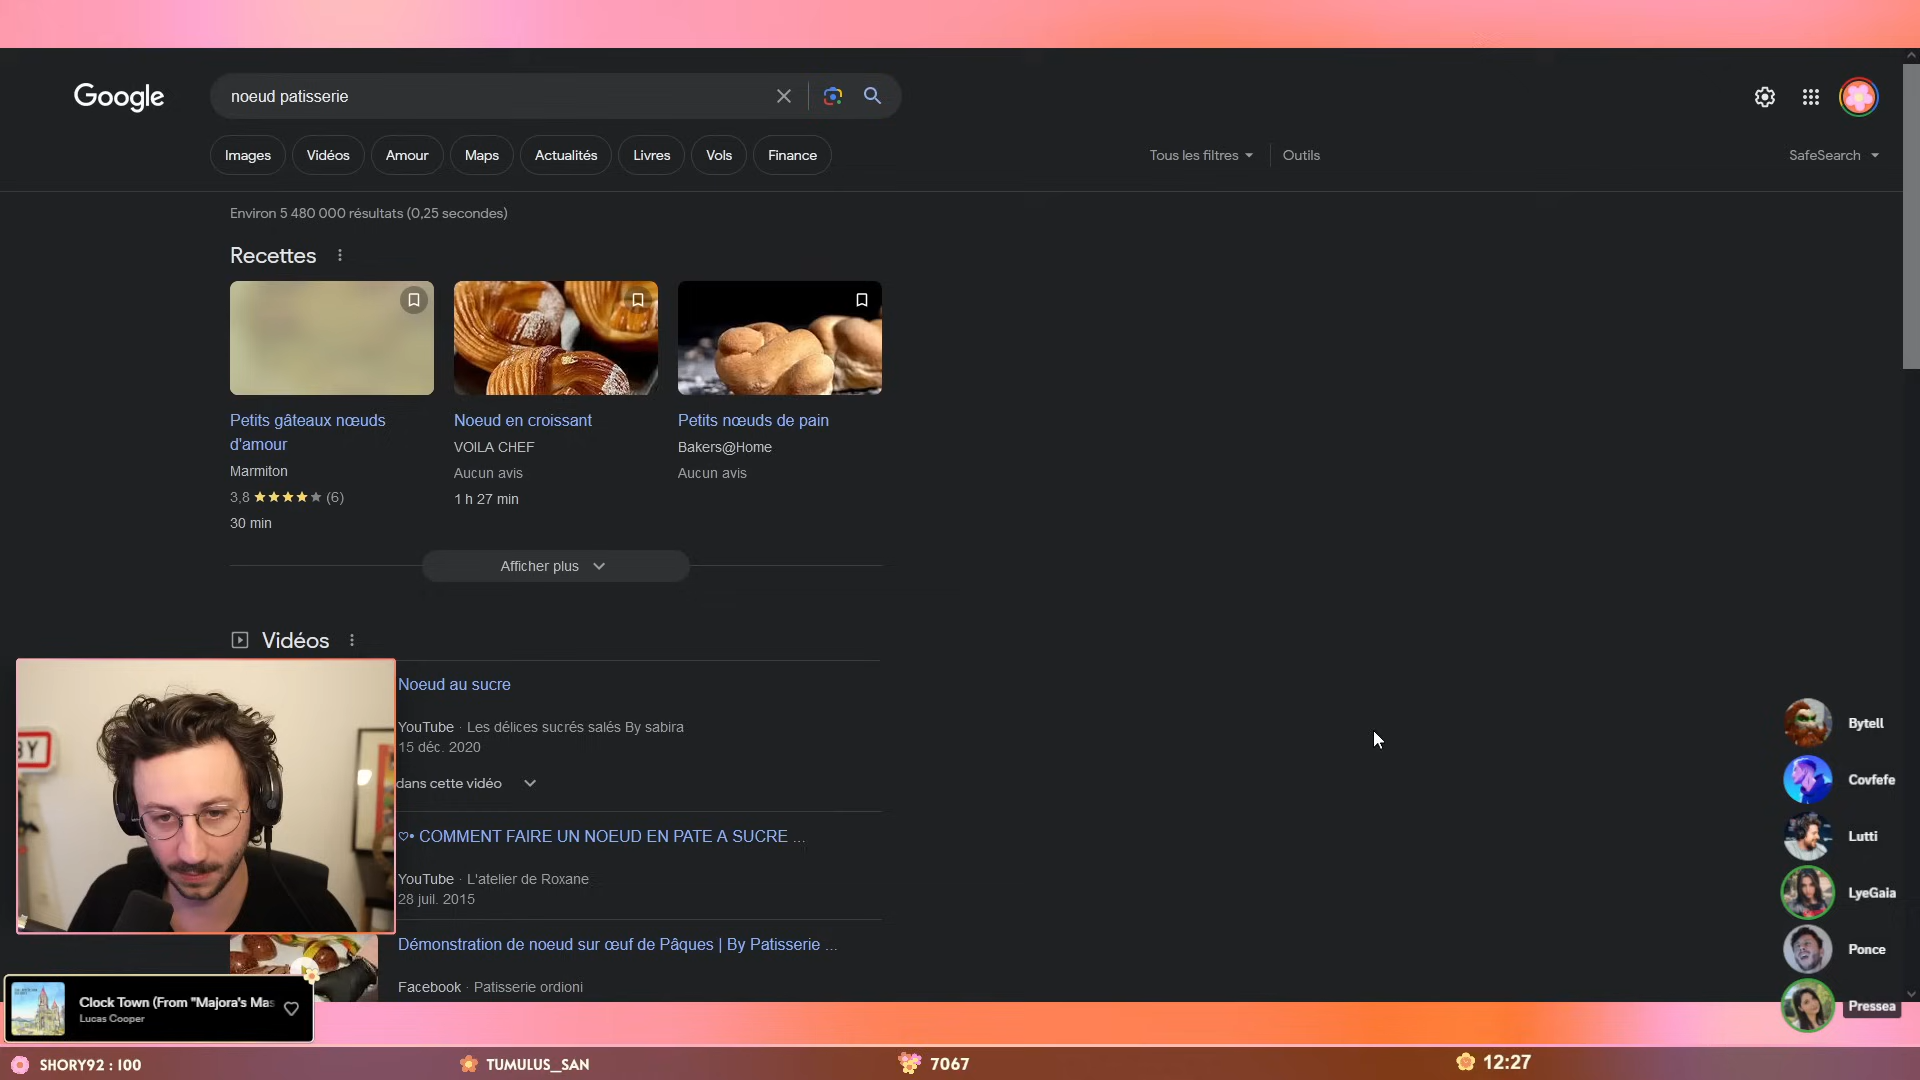 Google
noeud patisserie
Images
Vidéos
Amour
Maps
Actualités
Livres
Vols
Finance
Tous les filtres
Outils
SafeSearch
Environ 5 480 000 résultats (0,25 secondes)
Recettes
Petits gâteaux nœuds
d'amour
Marmiton
3,8 (6)
30 min
Noeud en croissant
VOILA CHEF
Aucun avis
1 h 27 min
Petits nœuds de pain
Bakers@Home
Aucun avis
Afficher plus
Vidéos
Noeud au sucre
YouTube · Les délices sucrés salés By sabira
15 déc. 2020
dans cette vidéo
♡• COMMENT FAIRE UN NOEUD EN PATE A SUCRE ...
YouTube · L'atelier de Roxane
28 juil. 2015
Démonstration de noeud sur œuf de Pâques | By Patisserie ...
Facebook · Patisserie ordioni
BY
Bytell
Covfefe
Lutti
LyeGaia
Ponce
Pressea
Clock Town (From "Majora's Mas
Lucas Cooper
SHORY92 : 100
TUMULUS_SAN
7067
12:27